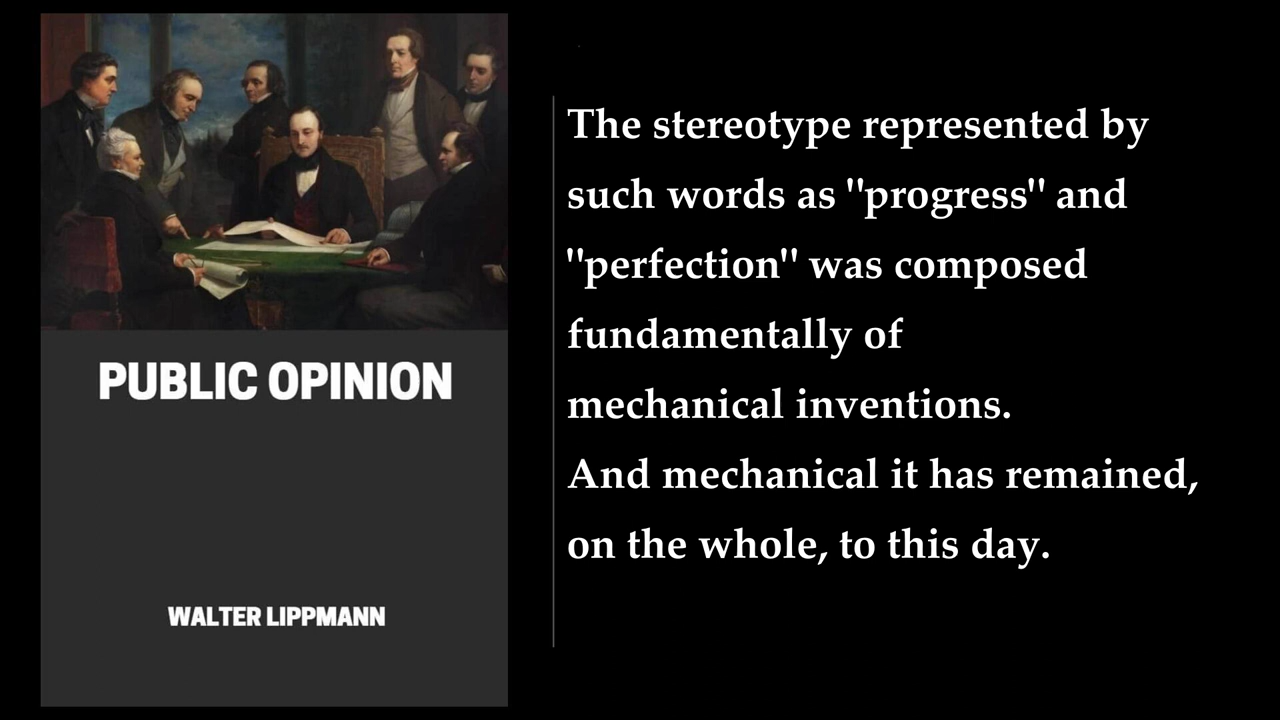 PUBLIC OPINION
WALTER LIPPMANN
The stereotype represented by
such words as "progress" and
"perfection" was composed
fundamentally of
mechanical inventions.
And mechanical it has remained,
on the whole, to this day.